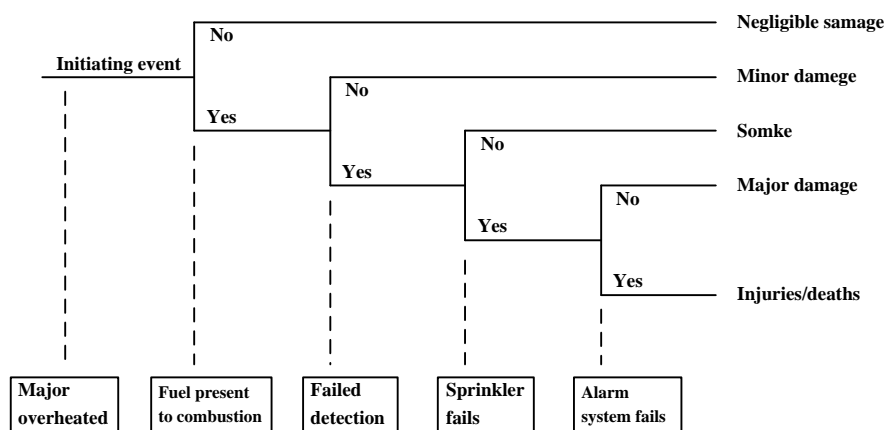 Negligible samage
No
Initiating event
Minor damege
No
Yes
Somke
No
Yes
Major damage
No
Yes
Yes
Injuries/deaths
Major
overheated
Fuel present
to combustion
Failed
detection
Sprinkler
fails
Alarm
system fails